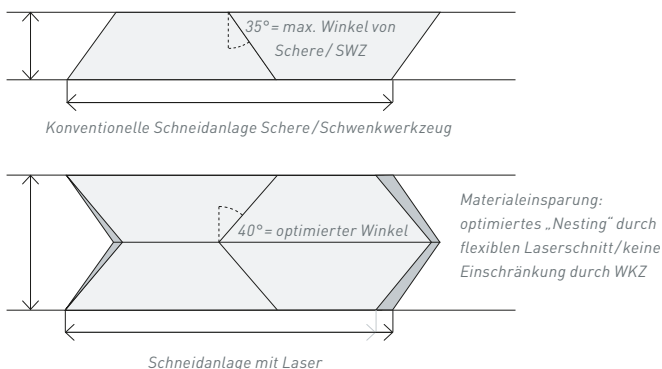 35° = max. Winkel von
Schere / SWZ
Konventionelle Schneidanlage Schere / Schwenkwerkzeug
40° = optimierter Winkel
Materialeinsparung:
optimiertes „Nesting" durch
flexiblen Laserschnitt / keine
Einschränkung durch WKZ
Schneidanlage mit Laser